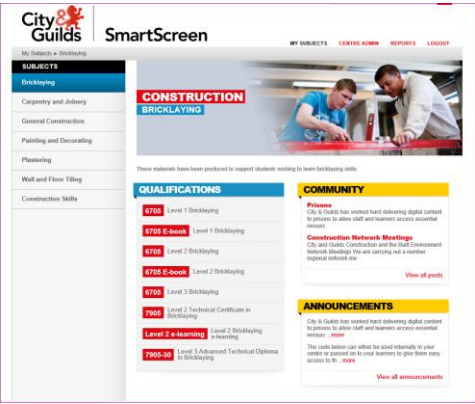 City &
Guilds
SmartScreen
MY SUBJECTS CENTRE ADMIN REPORTS LOGOUT
My Subjects ► Bricklaying
SUBJECTS
Bricklaying
Carpentry and Joinery
General Construction
Painting and Decorating
Plastering
Wall and Floor Tiling
Construction Skills
CONSTRUCTION
BRICKLAYING
These materials have been produced to support students wishing to learn bricklaying skills.
QUALIFICATIONS
6705 Level 1 Bricklaying
6705 E-book Level 1 Bricklaying
6705 Level 2 Bricklaying
6705 E-book Level 2 Bricklaying
6705 Level 3 Bricklaying
7905 Level 2 Technical Certificate in
Bricklaying
Level 2 e-learning Level 2 Bricklaying
e-learning
7905-30 Level 3 Advanced Technical Diploma
in Bricklaying
COMMUNITY
Prisons
City & Guilds has worked hard delivering digital content
to prisons to allow staff and learners access essential
resourc
Construction Network Meetings
City and Guilds Construction and the Built Environment
Network Meetings We are carrying out a number
regional network me
View all posts
ANNOUNCEMENTS
City & Guilds has worked hard delivering digital content
to prisons to allow staff and learners access essential
resourc ...more
The code below can either be used internally in your
centre or passed on to your learners to give them easy
access to th ...more
View all announcements